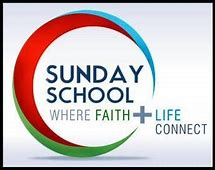 SUNDAY
SCHOOL
WHERE FAITH + LIFE
CONNECT